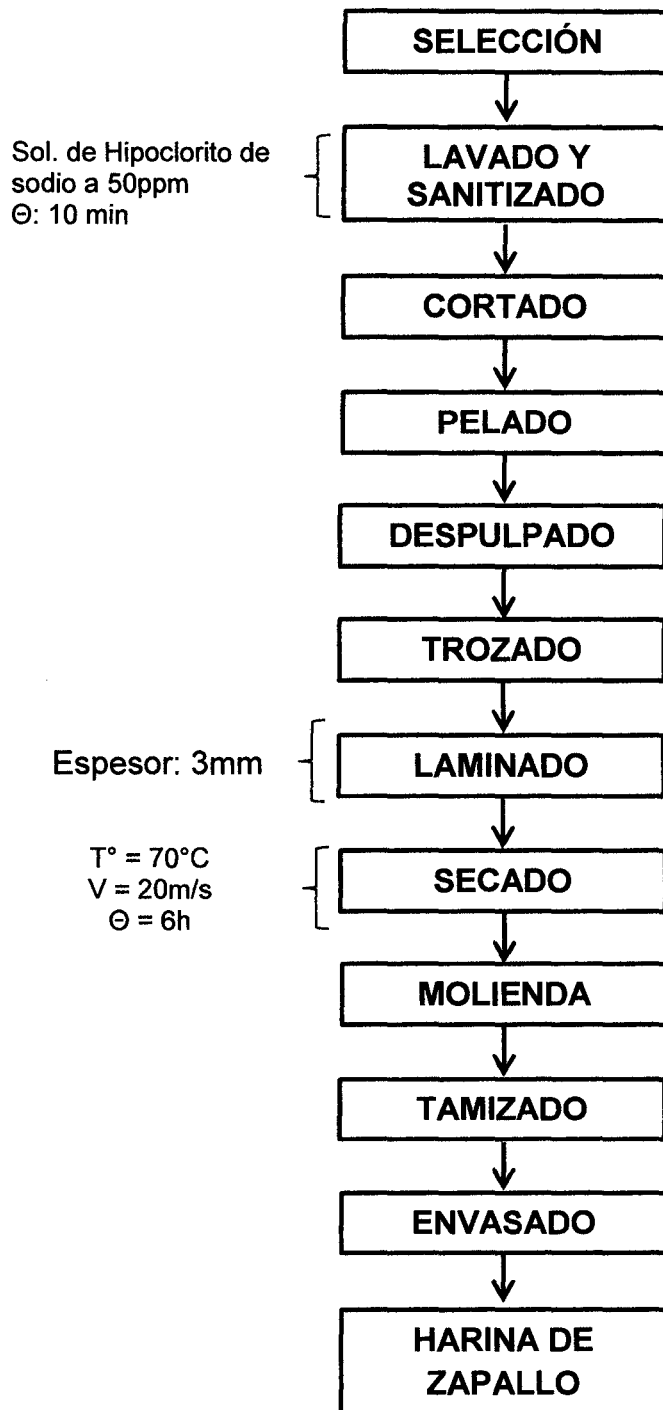 SELECCIÓN
Sol. de Hipoclorito de
sodio a 50ppm
Θ: 10 min
LAVADO Y
SANITIZADO
CORTADO
PELADO
DESPULPADO
TROZADO
Espesor: 3mm
LAMINADO
T° = 70°C
V = 20m/s
Θ = 6h
SECADO
MOLIENDA
TAMIZADO
ENVASADO
HARINA DE
ZAPALLO